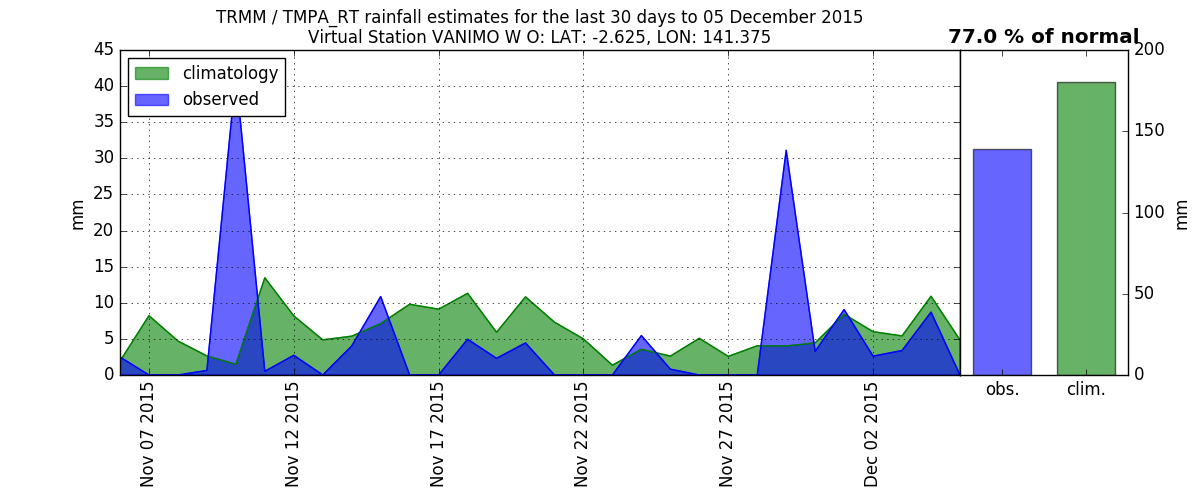 TRMM / TMPA_RT rainfall estimates for the last 30 days to 05 December 2015
Virtual Station VANIMO W O: LAT: -2.625, LON: 141.375
77.0 % of normal
climatology
observed
mm
45
40
35
30
25
20
15
10
5
0
Nov 07 2015
Nov 12 2015
Nov 17 2015
Nov 22 2015
Nov 27 2015
Dec 02 2015
obs.
clim.
200
150
100
50
0
mm